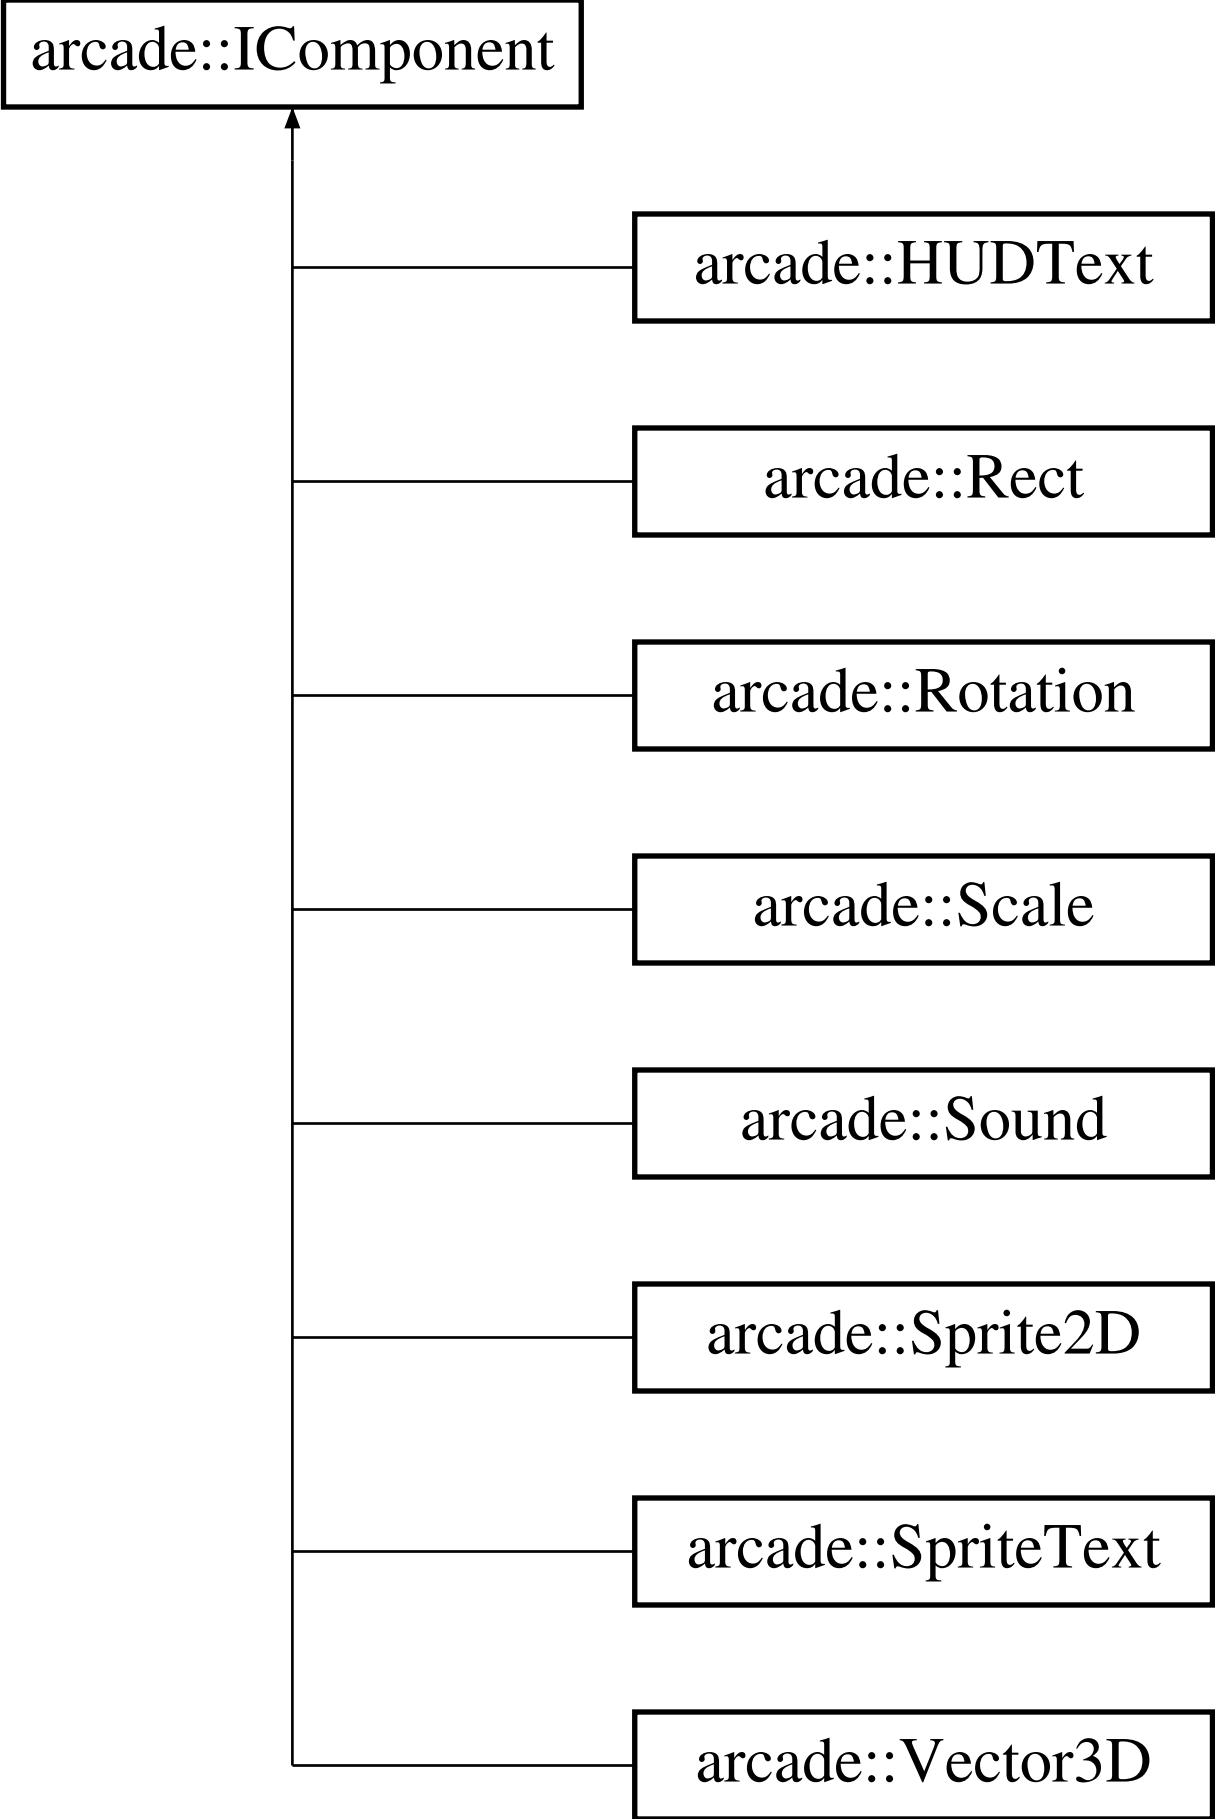 arcade::IComponent
arcade::HUDText
arcade::Rect
arcade::Rotation
arcade::Scale
arcade::Sound
arcade::Sprite2D
arcade::SpriteText
arcade::Vector3D